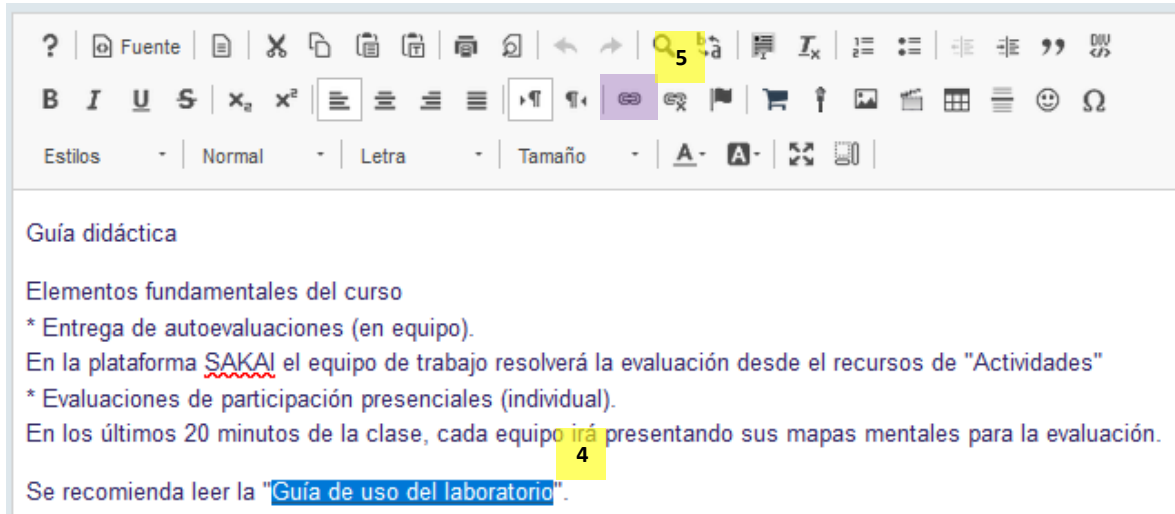 ? Fuente
5
B I U S x₂ x² Ω
Estilos Normal Letra Tamaño A A
Guía didáctica
Elementos fundamentales del curso
* Entrega de autoevaluaciones (en equipo).
En la plataforma SAKAI el equipo de trabajo resolverá la evaluación desde el recursos de "Actividades"
* Evaluaciones de participación presenciales (individual).
En los últimos 20 minutos de la clase, cada equipo irá presentando sus mapas mentales para la evaluación.
4
Se recomienda leer la "Guía de uso del laboratorio".